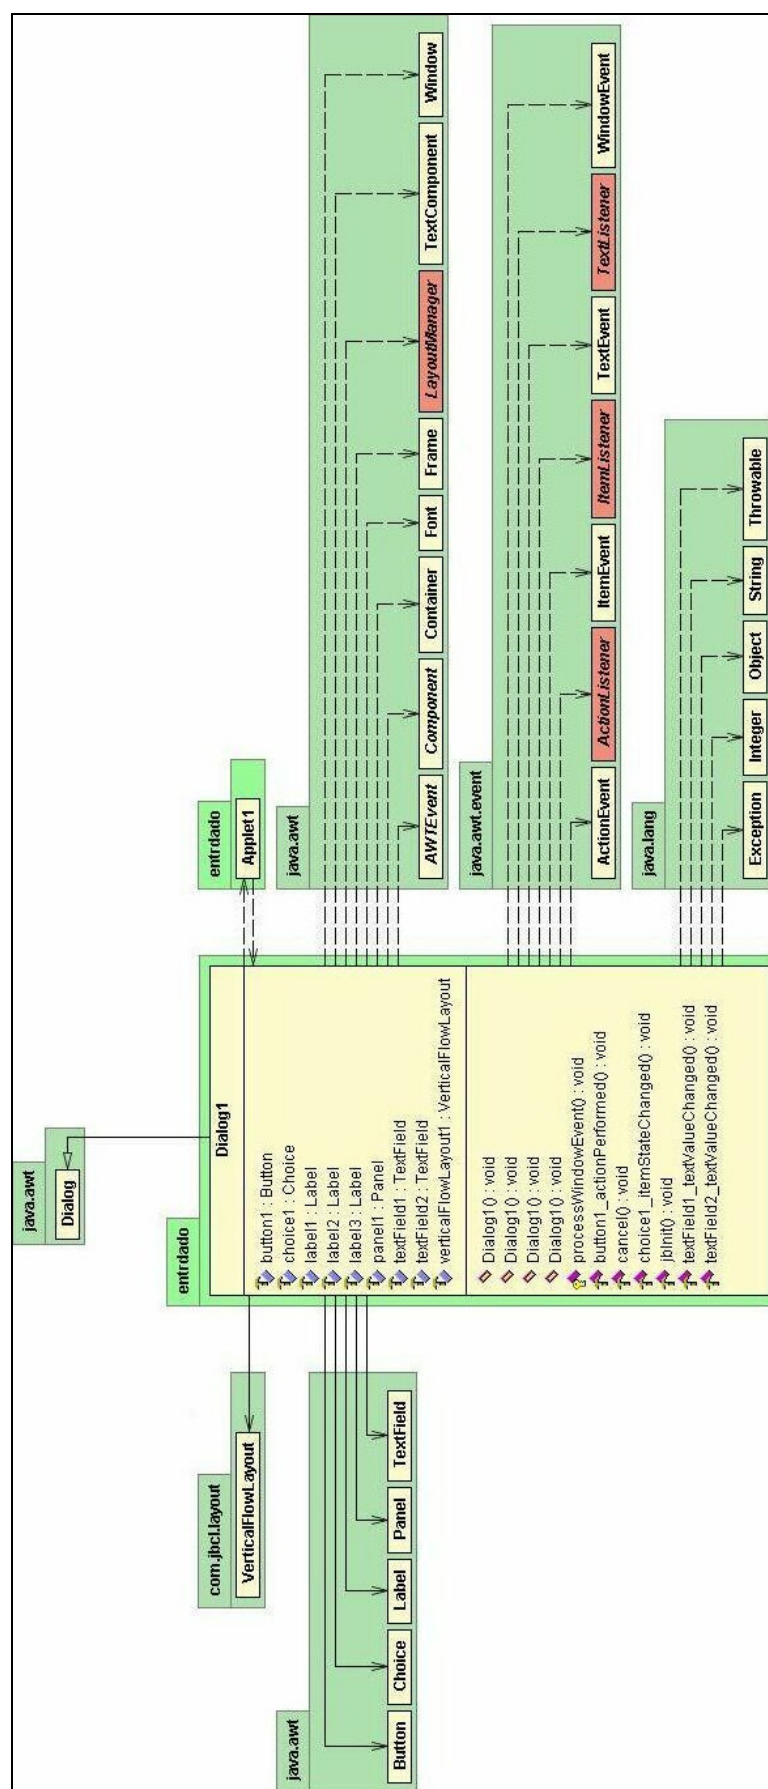 java.awt
Dialog
com.jbcl.layout
VerticalFlowLayout
java.awt
Button
Choice
Label
Panel
TextField
entrdado
Dialog1
button1 : Button
choice1 : Choice
label1 : Label
label2 : Label
label3 : Label
panel1 : Panel
textField1 : TextField
textField2 : TextField
verticalFlowLayout1 : VerticalFlowLayout
Dialog1() : void
Dialog1() : void
Dialog1() : void
Dialog1() : void
processWindowEvent() : void
button1_actionPerformed() : void
cancel() : void
choice1_itemStateChanged() : void
jbInit() : void
textField1_textValueChanged() : void
textField2_textValueChanged() : void
entrdado
Applet1
java.awt
AWTEvent
Component
Container
Font
Frame
LayoutManager
TextComponent
Window
java.awt.event
ActionEvent
ActionListener
ItemEvent
ItemListener
TextEvent
TextListener
WindowEvent
java.lang
Exception
Integer
Object
String
Throwable